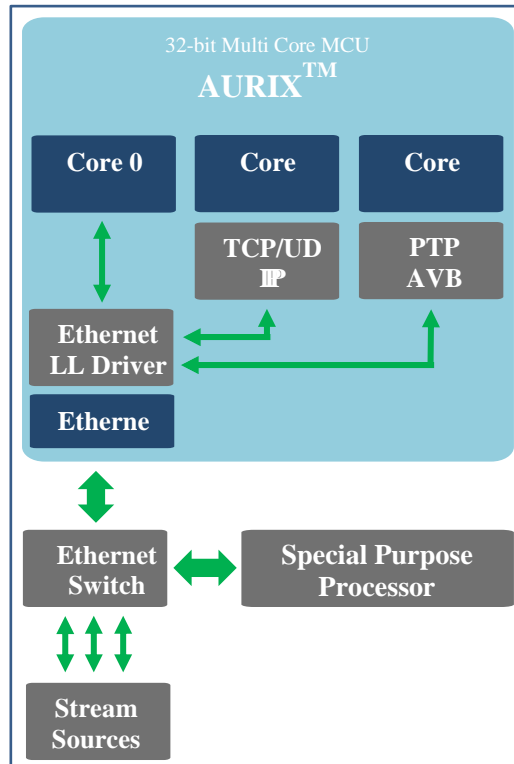 32-bit Multi Core MCU
AURIX™
Core 0
Core
Core
TCP/UD
PTP
AVB
Ethernet
LL Driver
Etherne
Ethernet
Switch
Special Purpose
Processor
Stream
Sources